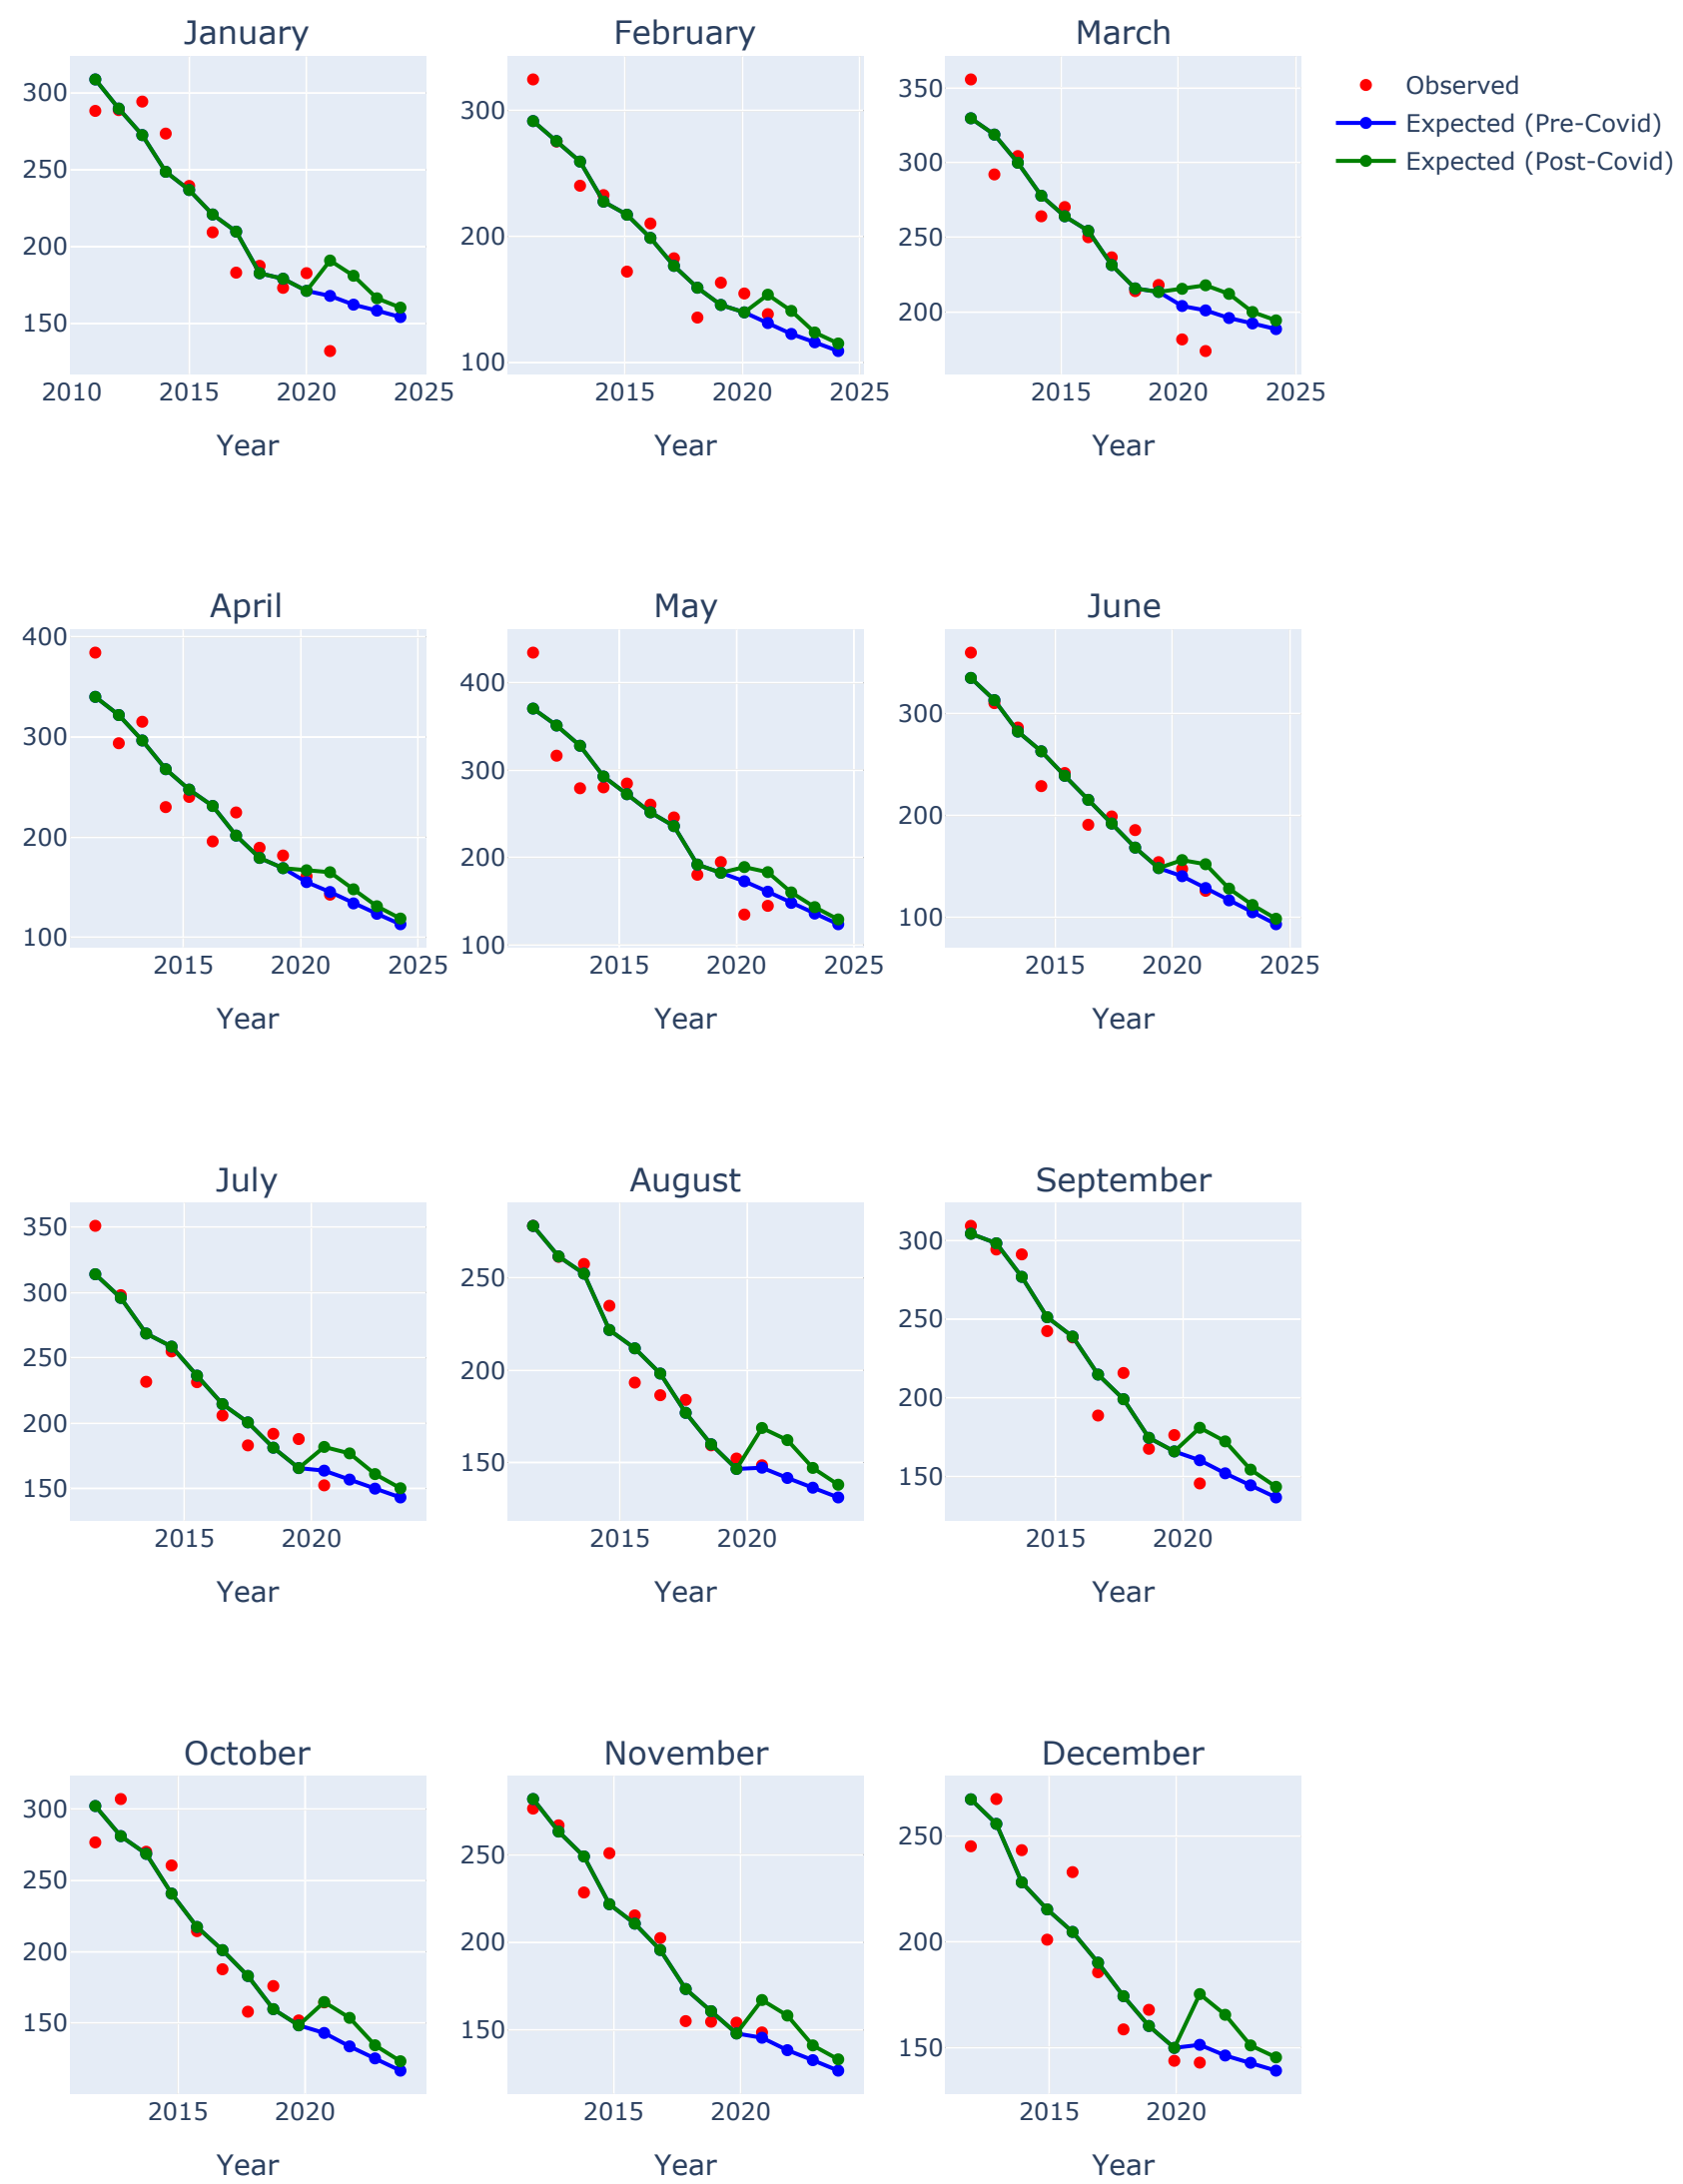 January February March
300
250
200
150
2010 2015 2020 2025
Year
300
200
100
2015 2020 2025
Year
350
300
250
200
2015 2020 2025
Year
Observed
Expected (Pre-Covid)
Expected (Post-Covid)
April May June
400
300
200
100
2015 2020 2025
Year
400
300
200
100
2015 2020 2025
Year
300
200
100
2015 2020 2025
Year
July August September
350
300
250
200
150
2015 2020
Year
250
200
150
2015 2020
Year
300
250
200
150
2015 2020
Year
October November December
300
250
200
150
2015 2020
Year
250
200
150
2015 2020
Year
250
200
150
2015 2020
Year